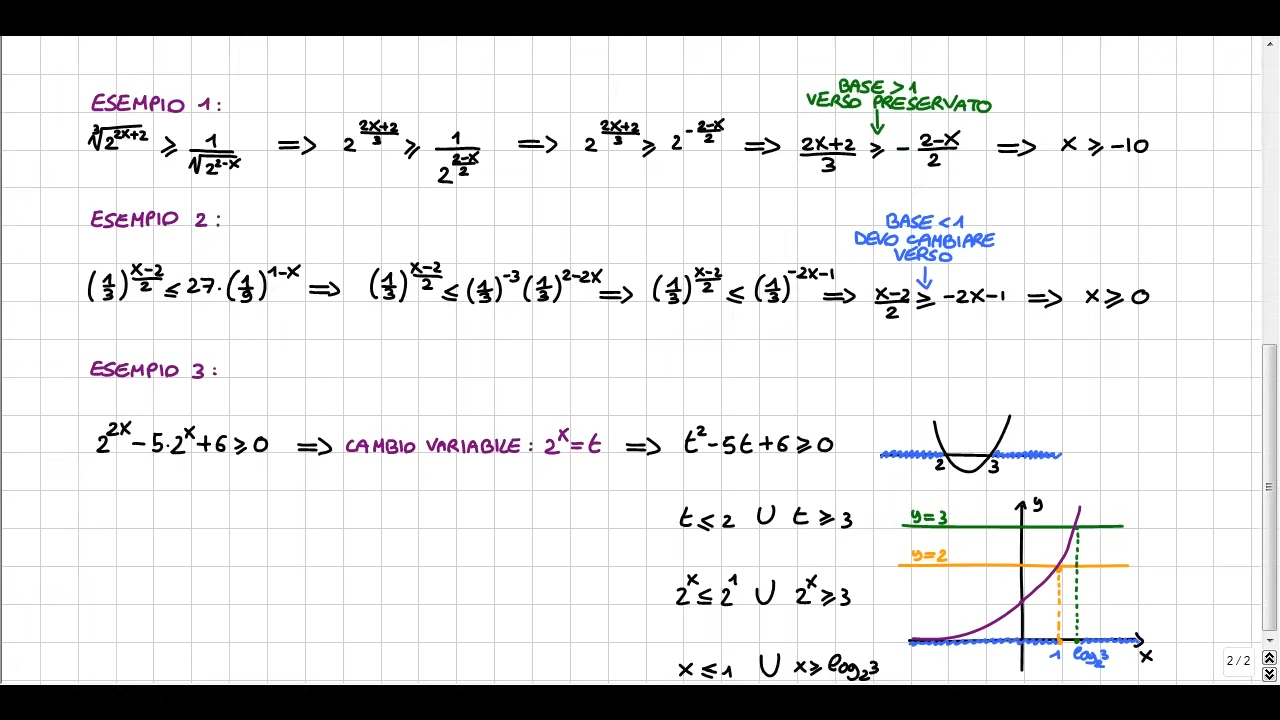 ESEMPIO 1:
BASE > 1
VERSO PRESERVATO
∛(2^(2x+2)) ⩾ 1/√(2^(2-x)) => 2^((2x+2)/3) ⩾ 1/2^((2-x)/2) => 2^((2x+2)/3) ⩾ 2^(-(2-x)/2) => (2x+2)/3 ⩾ -(2-x)/2 => x ⩾ -10
ESEMPIO 2:
BASE < 1
DEVO CAMBIARE
VERSO
(1/3)^((x-2)/2) ⩽ 27·(1/9)^(1-x) => (1/3)^((x-2)/2) ⩽ (1/3)^(-3) (1/3)^(2-2x) => (1/3)^((x-2)/2) ⩽ (1/3)^(-2x-1) => (x-2)/2 ⩾ -2x-1 => x ⩾ 0
ESEMPIO 3:
2^(2x) - 5·2^x + 6 ⩾ 0 => CAMBIO VARIABILE: 2^x = t => t² - 5t + 6 ⩾ 0
2 3
t ⩽ 2 ∪ t ⩾ 3
y
y=3
y=2
2^x ⩽ 2^1 ∪ 2^x ⩾ 3
1 log₂3 x
x ⩽ 1 ∪ x ⩾ log₂3
2 / 2